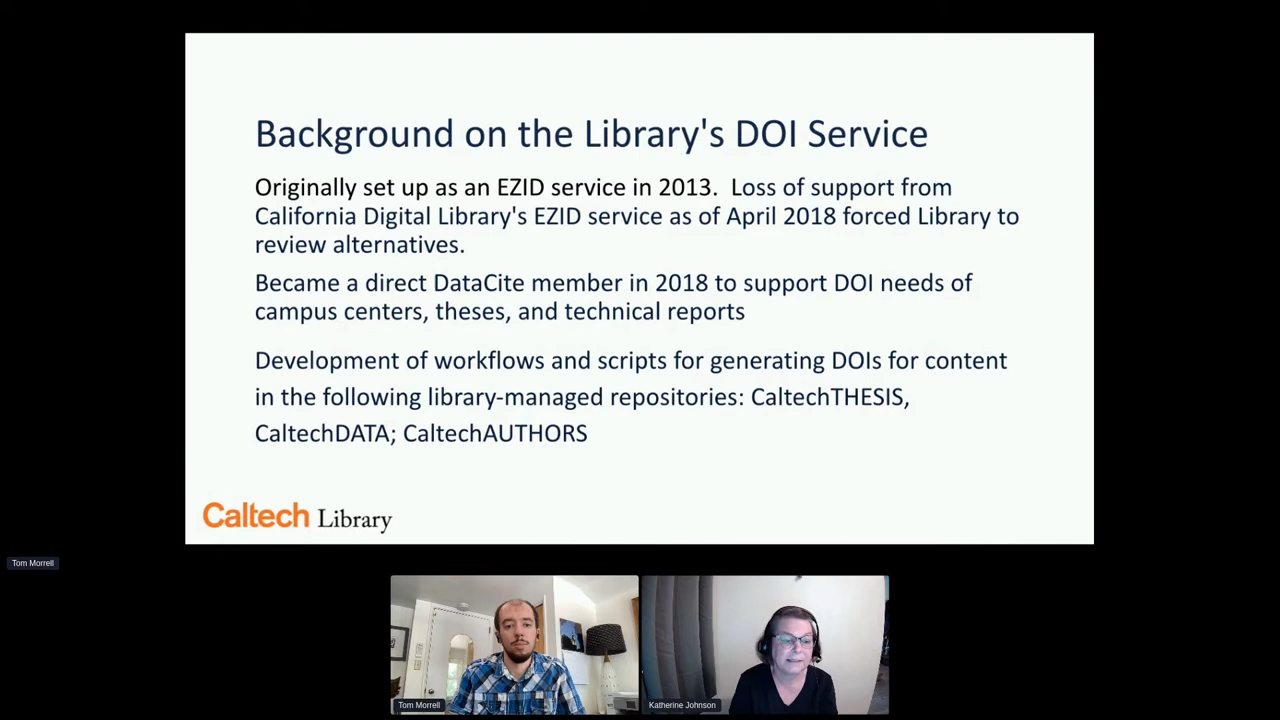 Background on the Library's DOI Service
Originally set up as an EZID service in 2013.  Loss of support from
California Digital Library's EZID service as of April 2018 forced Library to
review alternatives.
Became a direct DataCite member in 2018 to support DOI needs of
campus centers, theses, and technical reports
Development of workflows and scripts for generating DOIs for content
in the following library-managed repositories: CaltechTHESIS,
CaltechDATA; CaltechAUTHORS
Caltech Library
Tom Morrell
Tom Morrell
Katherine Johnson